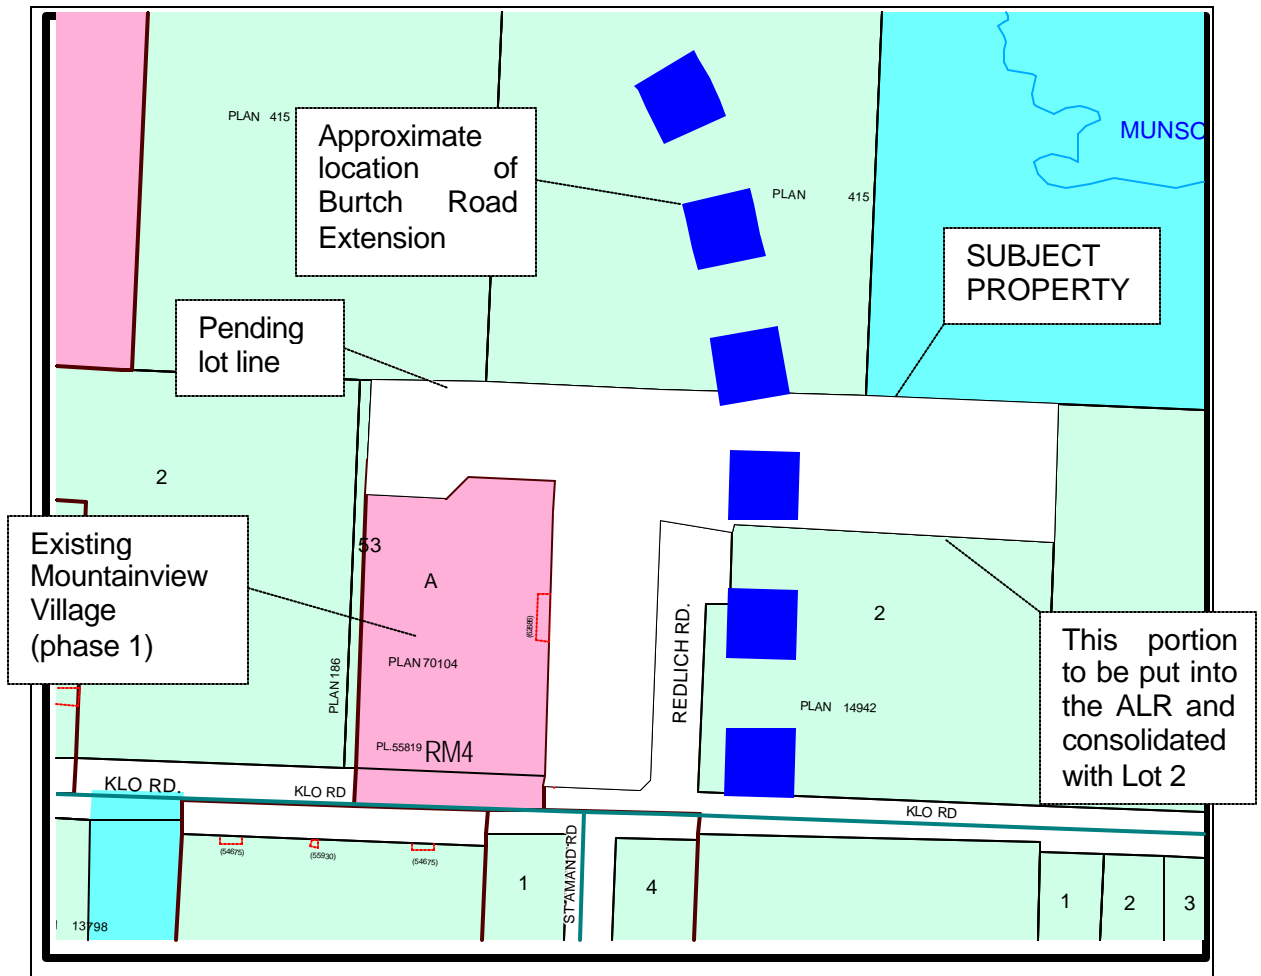 PLAN 415
Approximate
location of
Burtch Road
Extension
MUNSO
PLAN 415
SUBJECT
PROPERTY
Pending
lot line
2
Existing
Mountainview
Village
(phase 1)
53
A
(62686)
PLAN 186
PLAN 70104
PL.55819 RM4
REDLICH RD.
2
PLAN 14942
This portion
to be put into
the ALR and
consolidated
with Lot 2
KLO RD.
KLO RD
KLO RD
(54675)
(55930)
(54675)
1
ST AMAND RD
4
1
2
3
13798